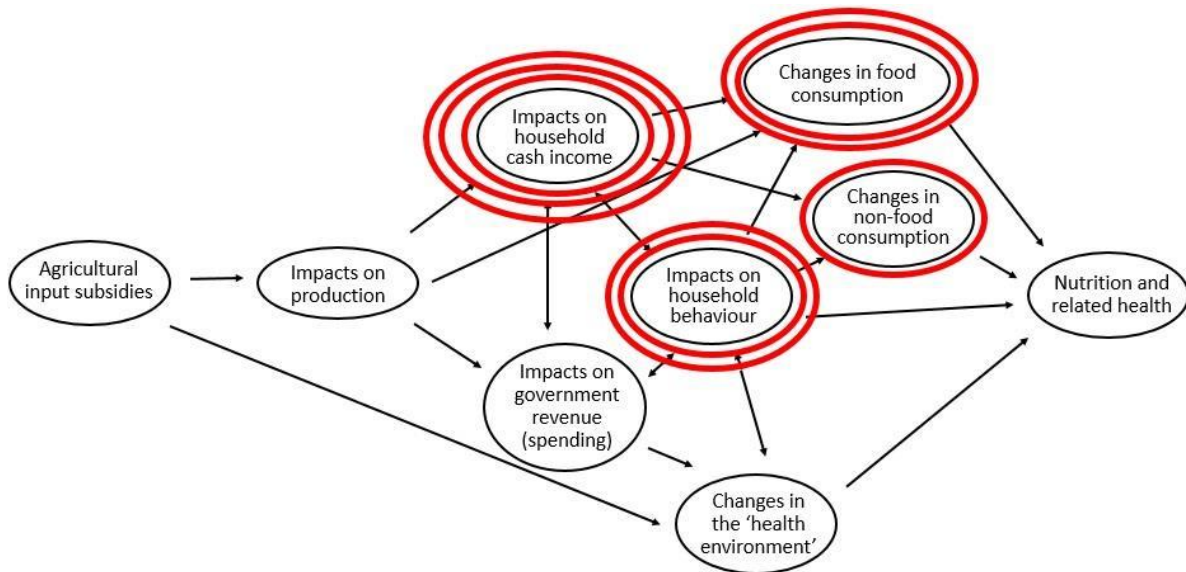 Agricultural
input subsidies
Impacts on
production
Impacts on
household
cash income
Impacts on
government
revenue
(spending)
Impacts on
household
behaviour
Changes in
the ‘health
environment’
Changes in food
consumption
Changes in
non-food
consumption
Nutrition and
related health